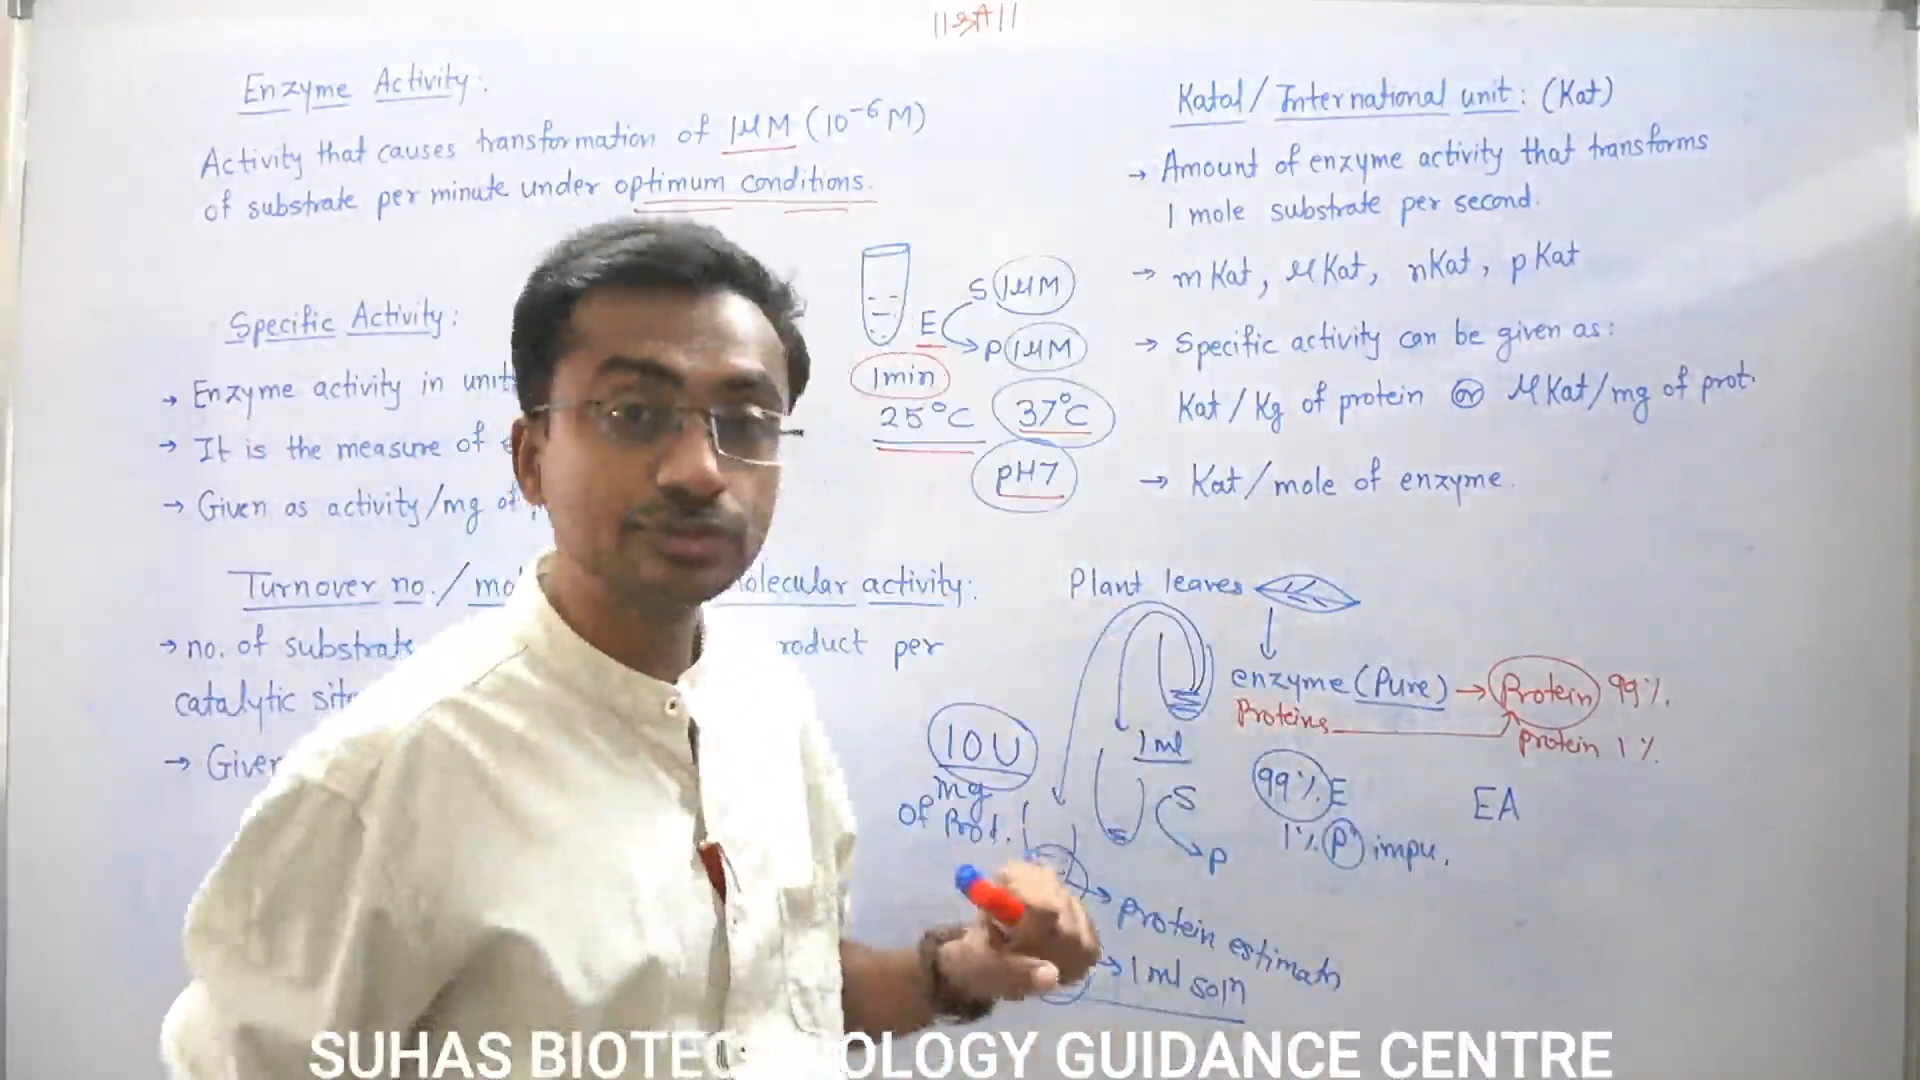 ||श्री||
Enzyme Activity:
Activity that causes transformation of 1μM (10⁻⁶M)
of substrate per minute under optimum conditions.
Specific Activity:
→ Enzyme activity in unit
→ It is the measure of
→ Given as activity/mg of
Turnover no./ mo
olecular activity:
→ no. of substrate
roduct per
catalytic site
→ Given
S 1μM
E
P 1μM
1min
25°C 37°C
pH7
Katal/International unit: (Kat)
→ Amount of enzyme activity that transforms
1 mole substrate per second.
→ mKat, μKat, nKat, pKat
→ Specific activity can be given as:
Kat/Kg of protein or μKat/mg of prot.
→ Kat/mole of enzyme.
Plant leaves
enzyme (Pure) → Protein 99%.
Proteins
protein 1%.
10U
mg
of Prot.
1ml
S
P
99%E
1% P impu.
EA
→ protein estimatn
→ 1ml soln
SUHAS BIOTE OLOGY GUIDANCE CENTRE